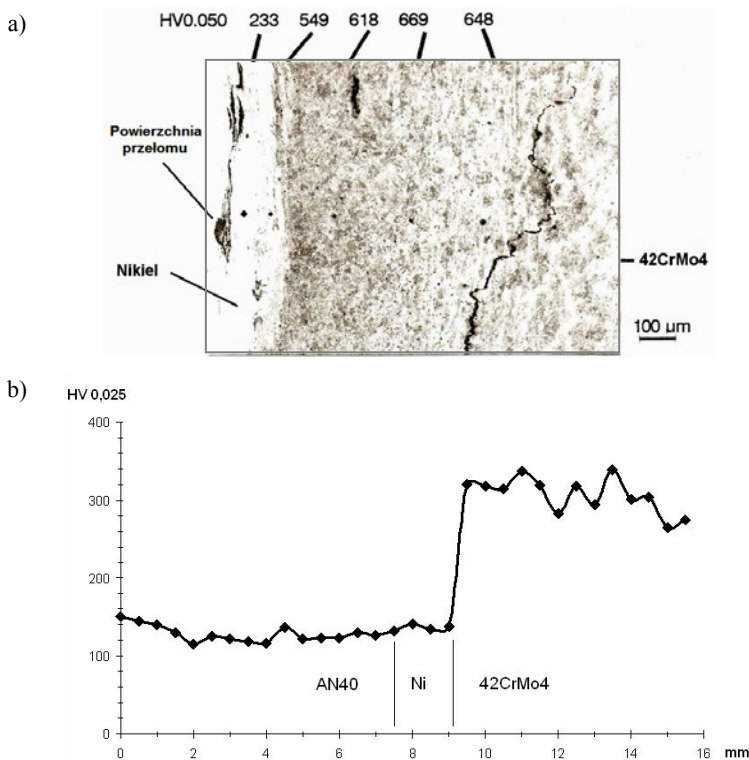 a)
HV0.050 233 549 618 669 648
Powierzchnia
przełomu
Nikiel
42CrMo4
100 µm
b)
HV 0,025
400
300
200
100
0
AN40 Ni 42CrMo4
0 2 4 6 8 10 12 14 16 mm